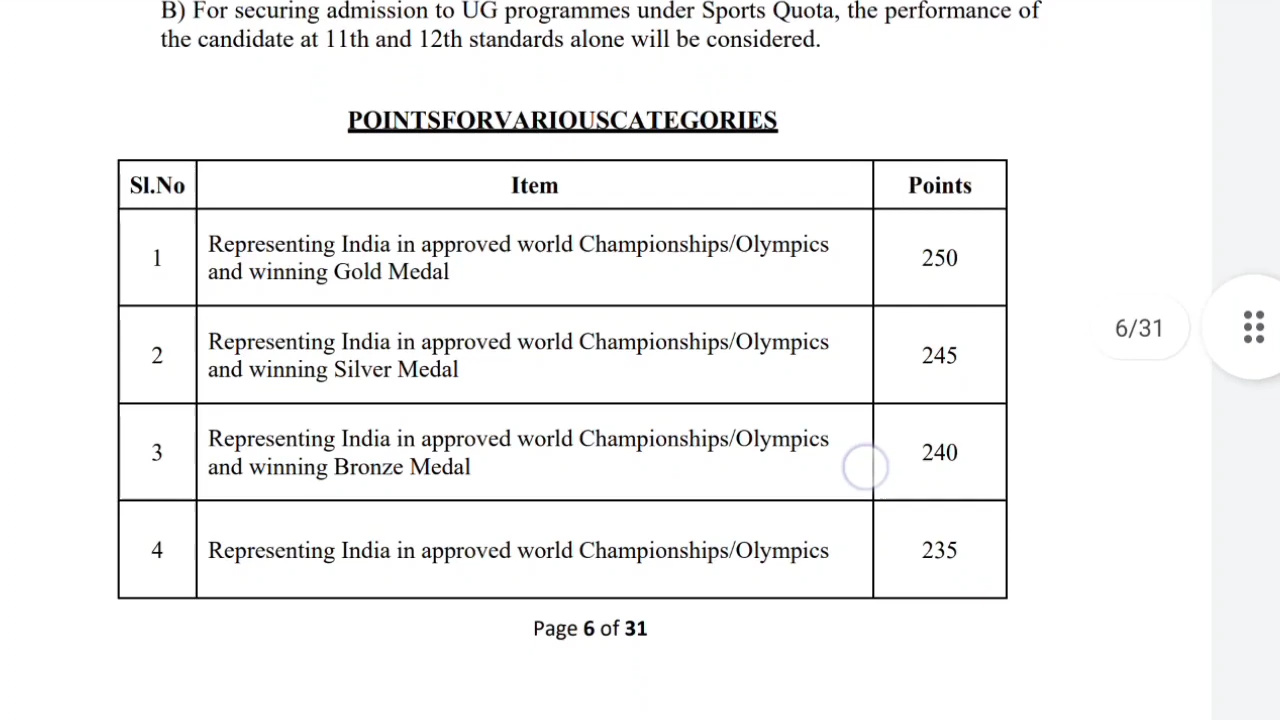 B) For securing admission to UG programmes under Sports Quota, the performance of
the candidate at 11th and 12th standards alone will be considered.
POINTSFORVARIOUSCATEGORIES
Sl.No Item Points
1 Representing India in approved world Championships/Olympics and winning Gold Medal 250
2 Representing India in approved world Championships/Olympics and winning Silver Medal 245
3 Representing India in approved world Championships/Olympics and winning Bronze Medal 240
4 Representing India in approved world Championships/Olympics 235
6/31
Page 6 of 31